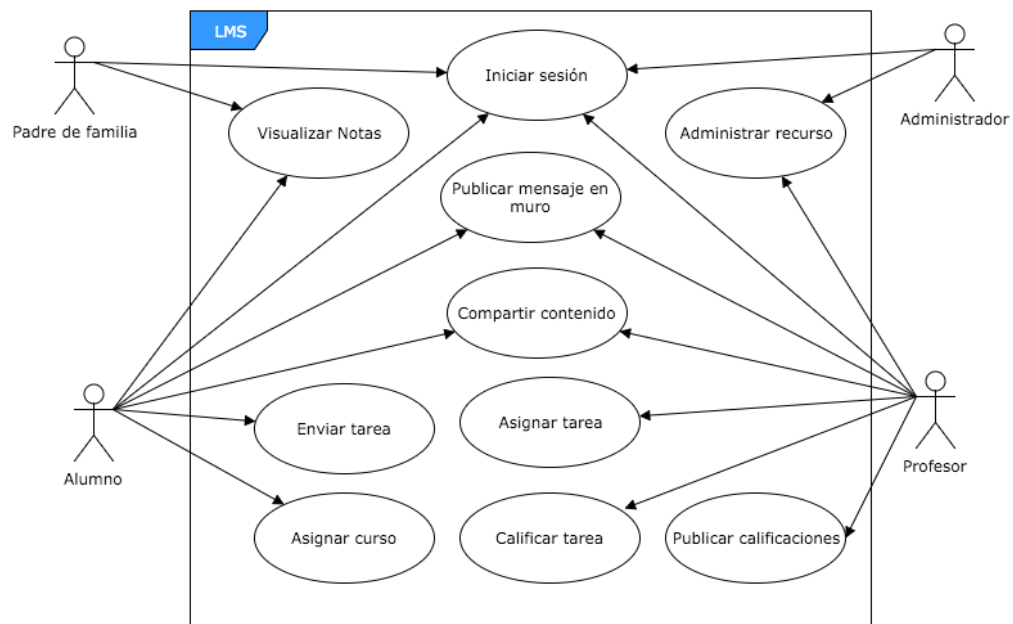 LMS
Iniciar sesión
Padre de familia
Administrador
Visualizar Notas
Administrar recurso
Publicar mensaje en
muro
Compartir contenido
Enviar tarea
Asignar tarea
Alumno
Profesor
Asignar curso
Calificar tarea
Publicar calificaciones